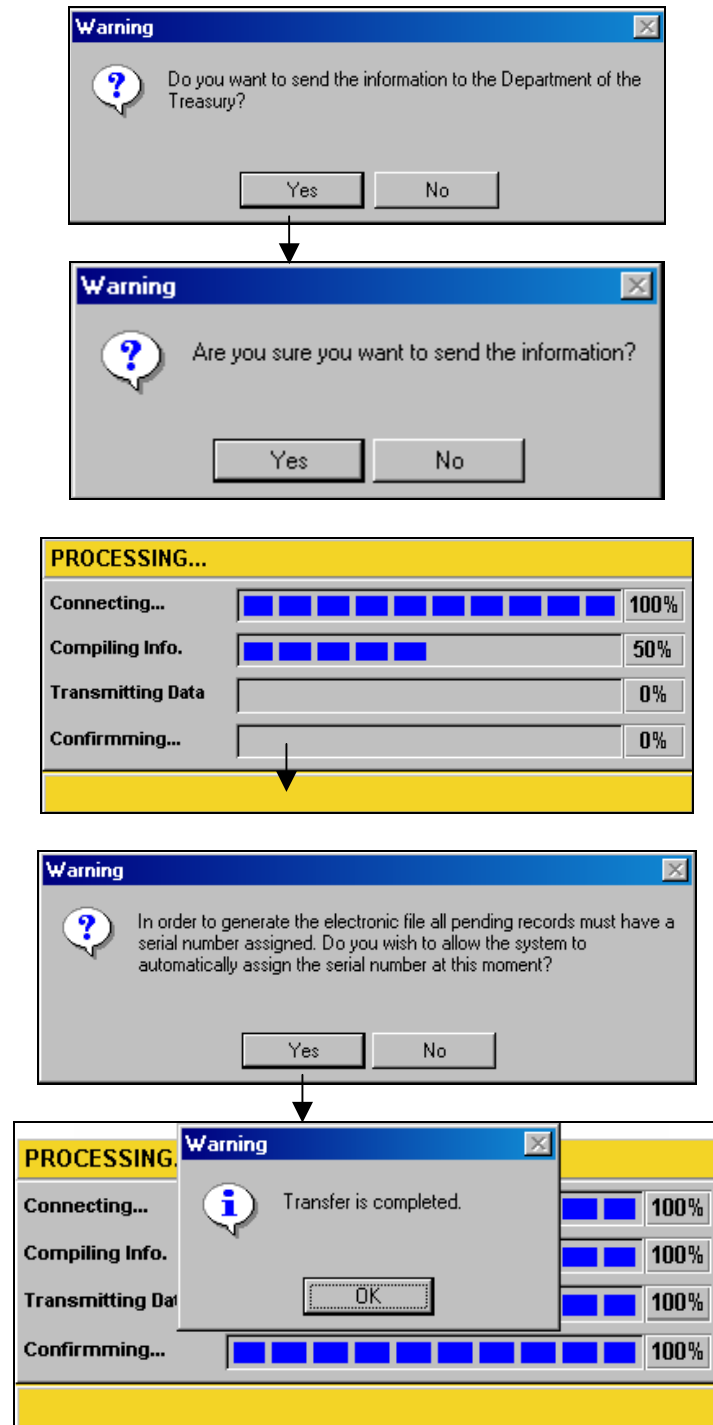 Warning
Do you want to send the information to the Department of the
Treasury?
Yes No
Warning
Are you sure you want to send the information?
Yes No
PROCESSING...
Connecting... 100%
Compiling Info. 50%
Transmitting Data 0%
Confirmming... 0%
Warning
In order to generate the electronic file all pending records must have a
serial number assigned. Do you wish to allow the system to
automatically assign the serial number at this moment?
Yes No
PROCESSING.
Warning
Connecting... 100%
Transfer is completed.
Compiling Info. 100%
Transmitting Dat 100%
OK
Confirmming... 100%